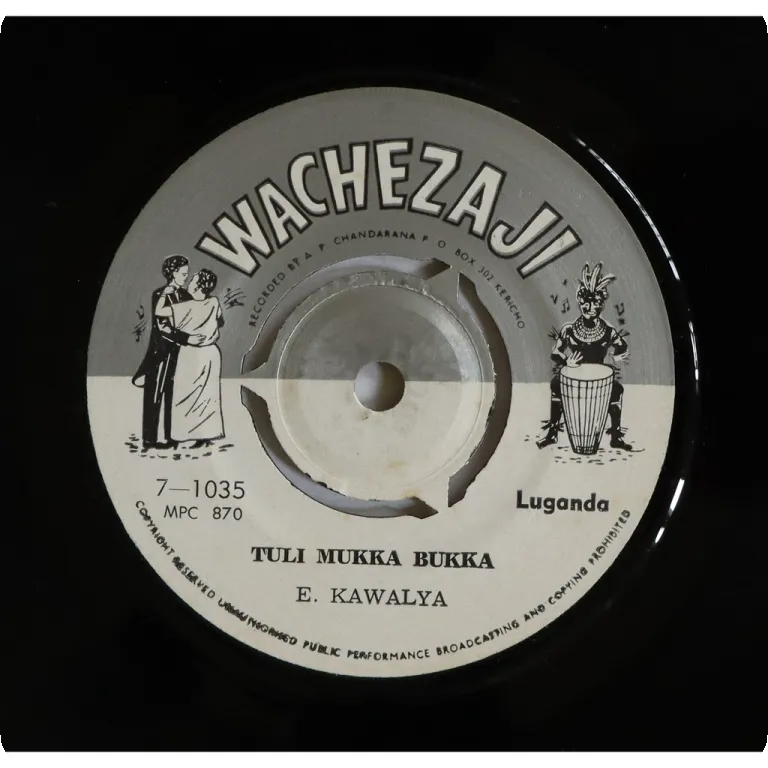 WACHEZAJI
RECORDED BY A. P. CHANDARANA P. O. BOX 302 KERICHO
7—1035
MPC 870
Luganda
TULI MUKKA BUKKA
E. KAWALYA
COPYRIGHT RESERVED UNAUTHORISED PUBLIC PERFORMANCE BROADCASTING AND COPYING PROHIBITED